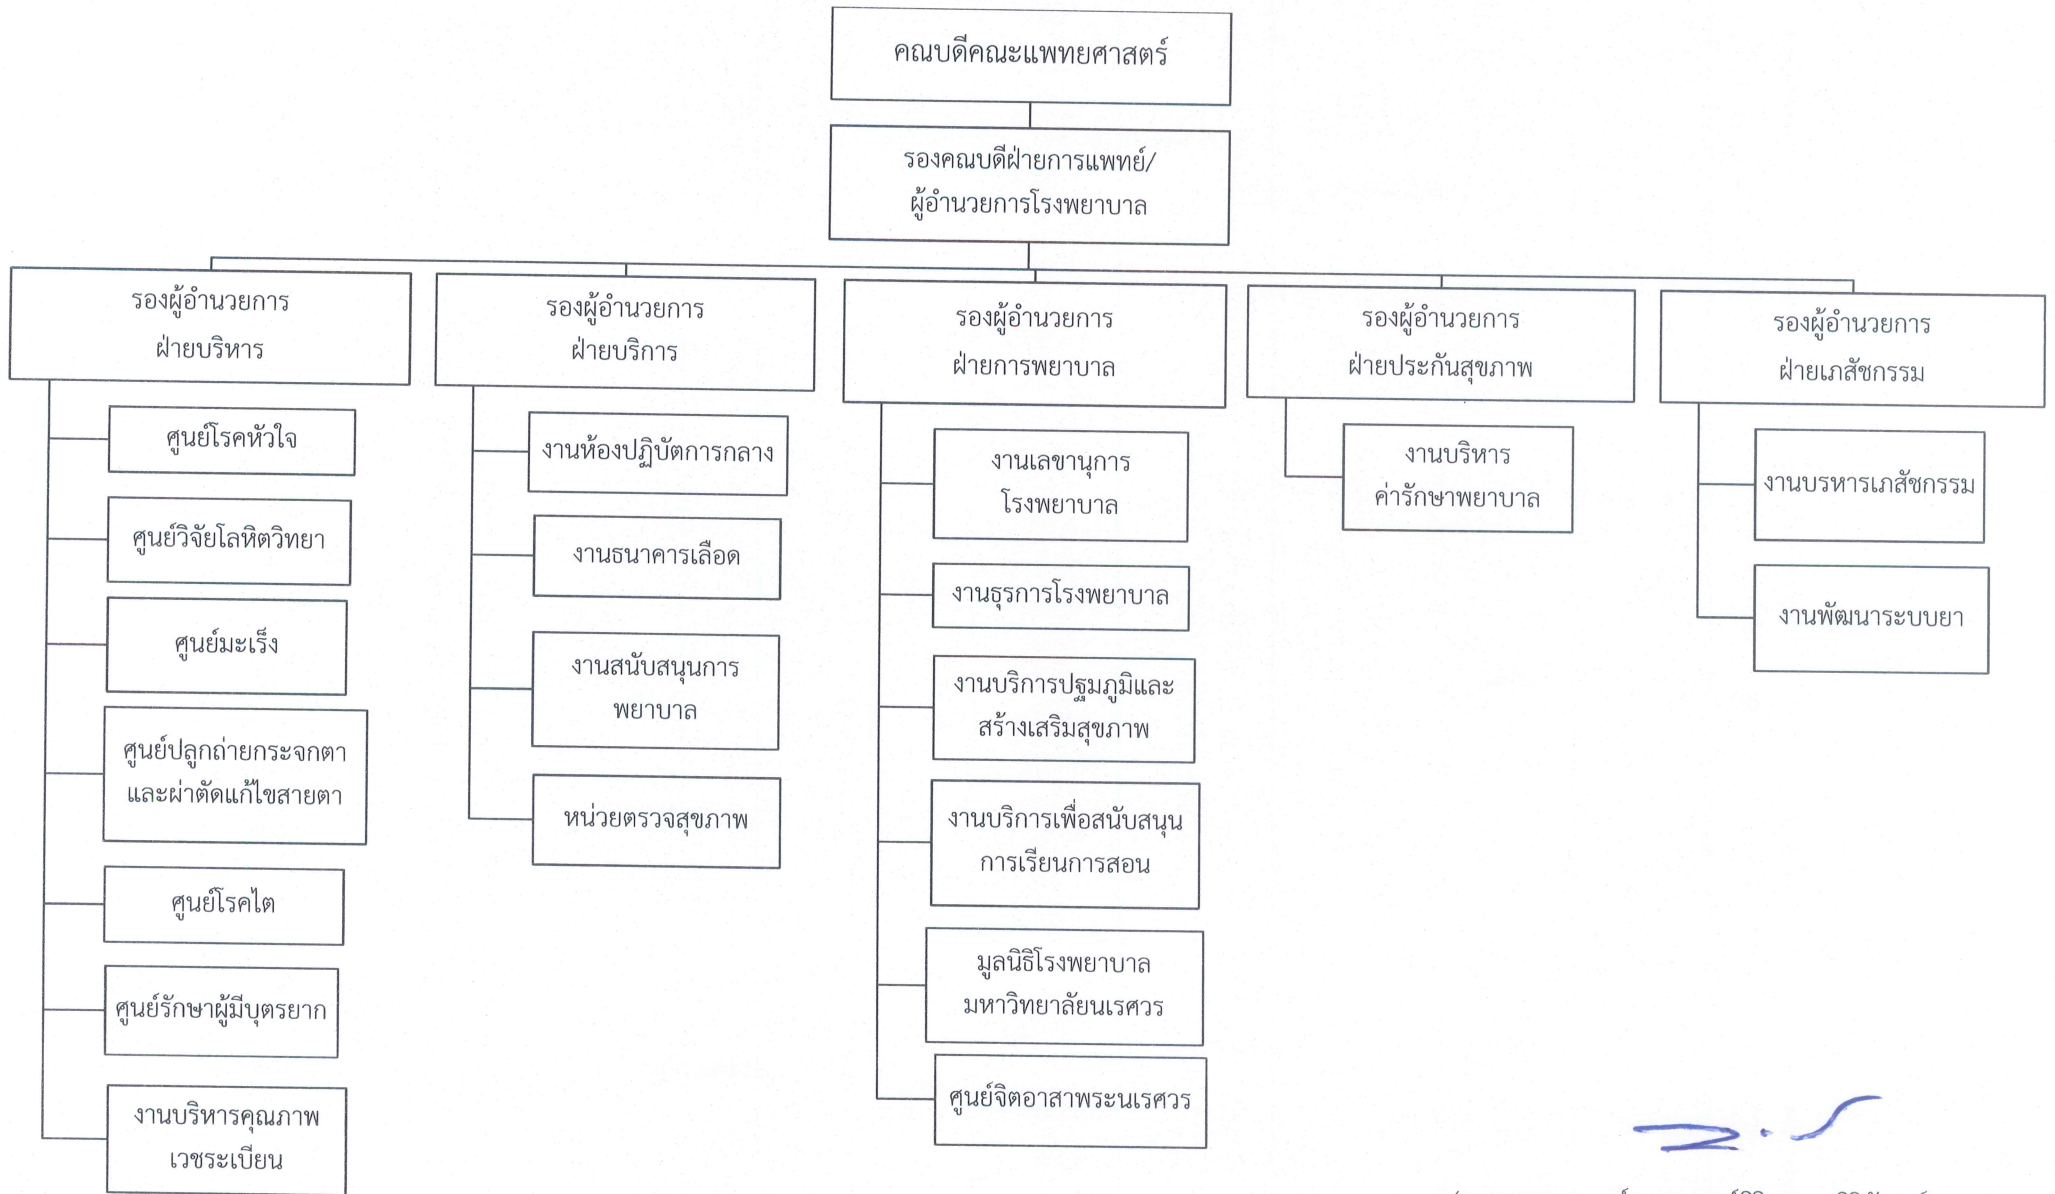 คณบดีคณะแพทยศาสตร์
รองคณบดีฝ่ายการแพทย์/
ผู้อำนวยการโรงพยาบาล
รองผู้อำนวยการ
ฝ่ายบริหาร
ศูนย์โรคหัวใจ
ศูนย์วิจัยโลหิตวิทยา
ศูนย์มะเร็ง
ศูนย์ปลูกถ่ายกระจกตา
และผ่าตัดแก้ไขสายตา
ศูนย์โรคไต
ศูนย์รักษาผู้มีบุตรยาก
งานบริหารคุณภาพ
เวชระเบียน
รองผู้อำนวยการ
ฝ่ายบริการ
งานห้องปฏิบัตการกลาง
งานธนาคารเลือด
งานสนับสนุนการ
พยาบาล
หน่วยตรวจสุขภาพ
รองผู้อำนวยการ
ฝ่ายการพยาบาล
งานเลขานุการ
โรงพยาบาล
งานธุรการโรงพยาบาล
งานบริการปฐมภูมิและ
สร้างเสริมสุขภาพ
งานบริการเพื่อสนับสนุน
การเรียนการสอน
มูลนิธิโรงพยาบาล
มหาวิทยาลัยนเรศวร
ศูนย์จิตอาสาพระนเรศวร
รองผู้อำนวยการ
ฝ่ายประกันสุขภาพ
งานบริหาร
ค่ารักษาพยาบาล
รองผู้อำนวยการ
ฝ่ายเภสัชกรรม
งานบรหารเภสัชกรรม
งานพัฒนาระบบยา